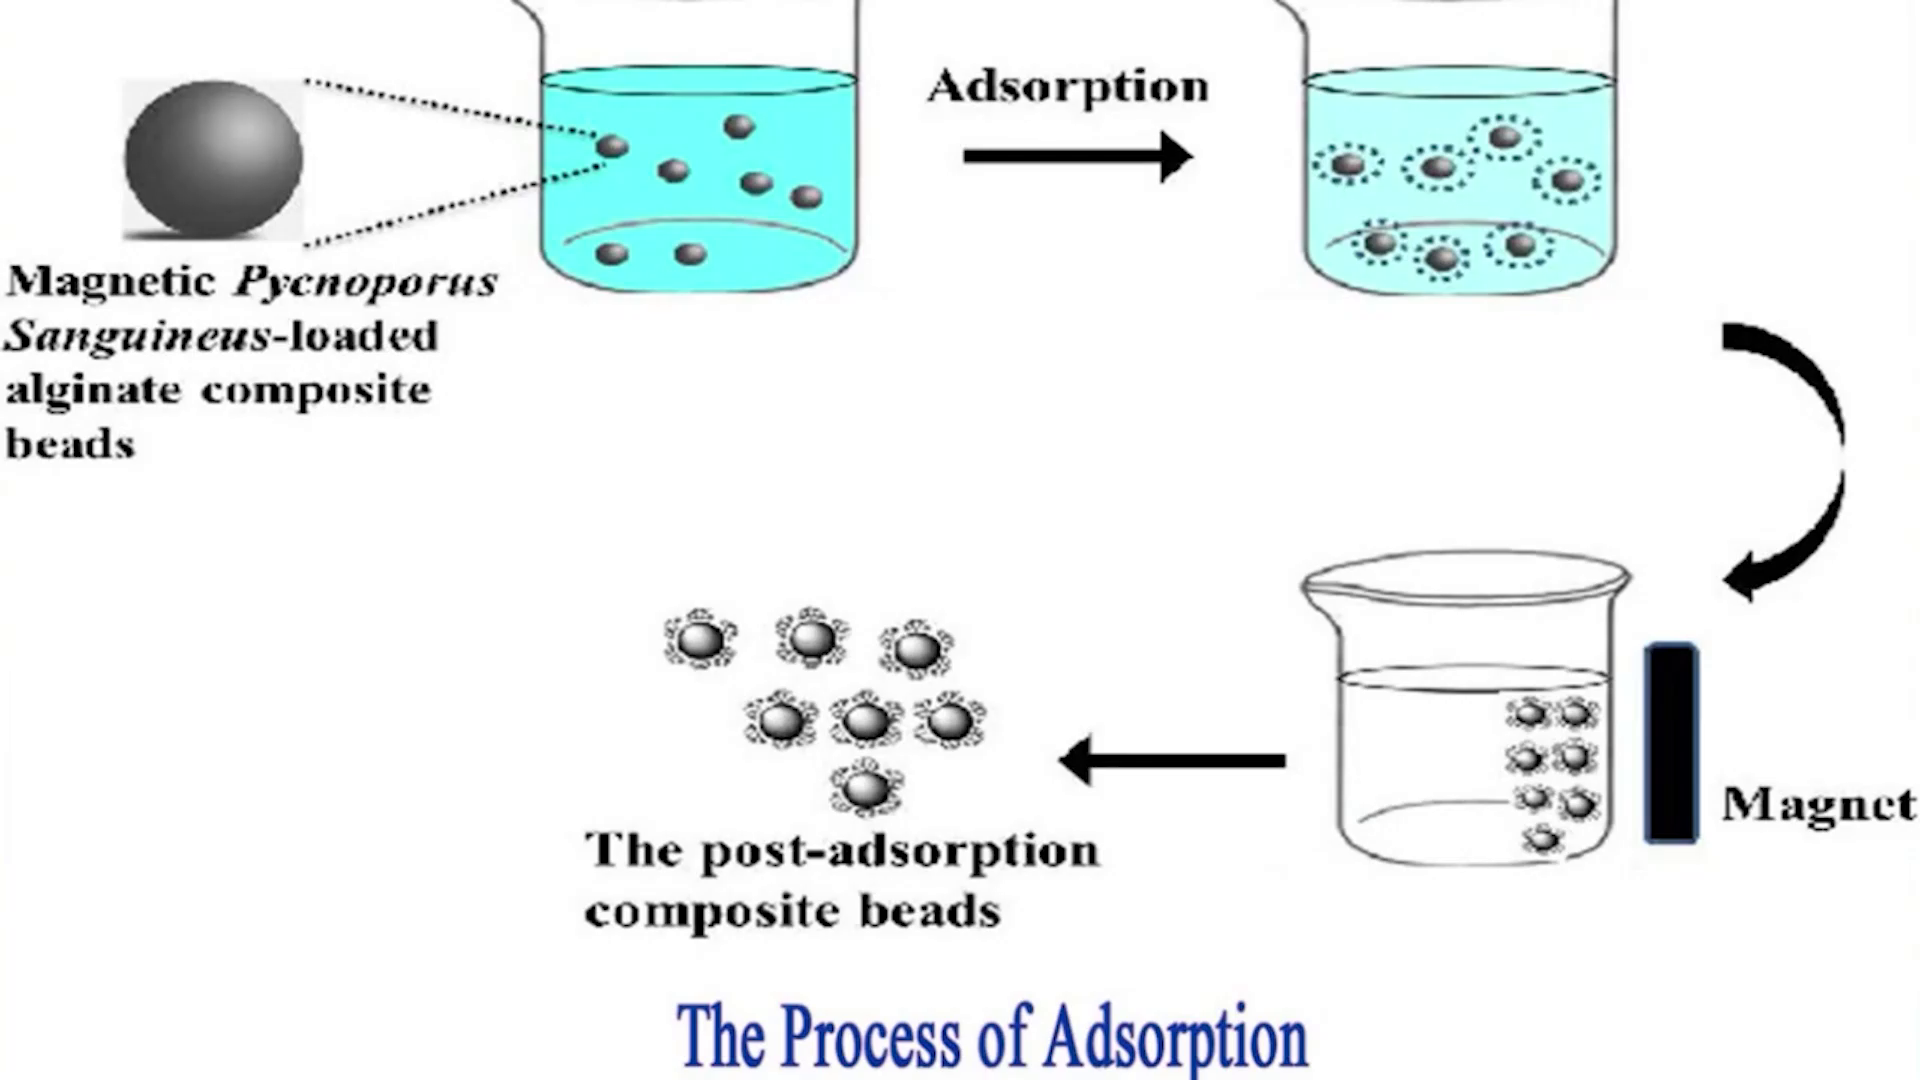 Adsorption
Magnetic Pycnoporus
Sanguineus-loaded
alginate composite
beads
Magnet
The post-adsorption
composite beads
The Process of Adsorption